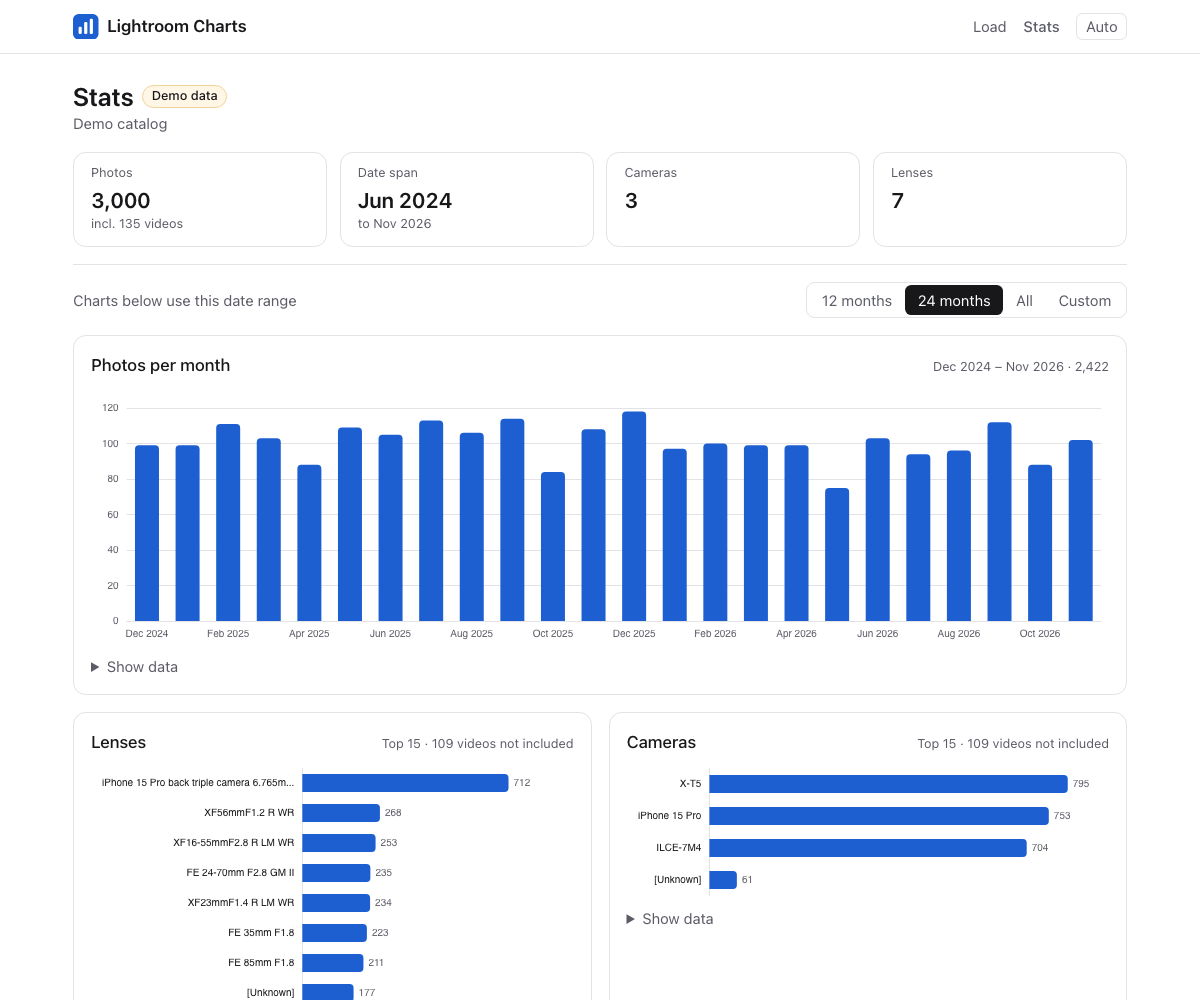 Lightroom Charts
Load
Stats
Auto
Stats
Demo data
Demo catalog
Photos
3,000
incl. 135 videos
Date span
Jun 2024
to Nov 2026
Cameras
3
Lenses
7
Charts below use this date range
12 months
24 months
All
Custom
Photos per month
Dec 2024 – Nov 2026 · 2,422
120
100
80
60
40
20
0
Dec 2024
Feb 2025
Apr 2025
Jun 2025
Aug 2025
Oct 2025
Dec 2025
Feb 2026
Apr 2026
Jun 2026
Aug 2026
Oct 2026
Show data
Lenses
Top 15 · 109 videos not included
iPhone 15 Pro back triple camera 6.765m...
712
XF56mmF1.2 R WR
268
XF16-55mmF2.8 R LM WR
253
FE 24-70mm F2.8 GM II
235
XF23mmF1.4 R LM WR
234
FE 35mm F1.8
223
FE 85mm F1.8
211
[Unknown]
177
Cameras
Top 15 · 109 videos not included
X-T5
795
iPhone 15 Pro
753
ILCE-7M4
704
[Unknown]
61
Show data